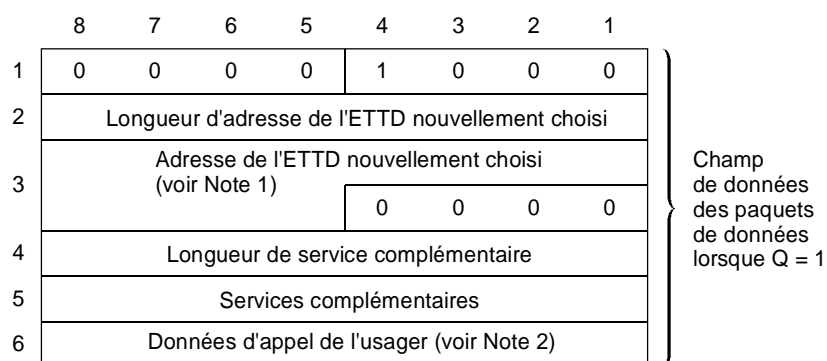 8 7 6 5 4 3 2 1
1 0 0 0 0 1 0 0 0
2 Longueur d'adresse de l'ETTD nouvellement choisi
3 Adresse de l'ETTD nouvellement choisi
(voir Note 1)
0 0 0 0
4 Longueur de service complémentaire
5 Services complémentaires
6 Données d'appel de l'usager (voir Note 2)
Champ
de données
des paquets
de données
lorsque Q = 1